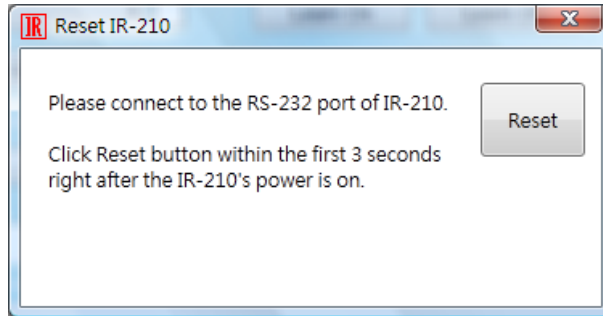 IR Reset IR-210
Please connect to the RS-232 port of IR-210.
Reset
Click Reset button within the first 3 seconds
right after the IR-210's power is on.